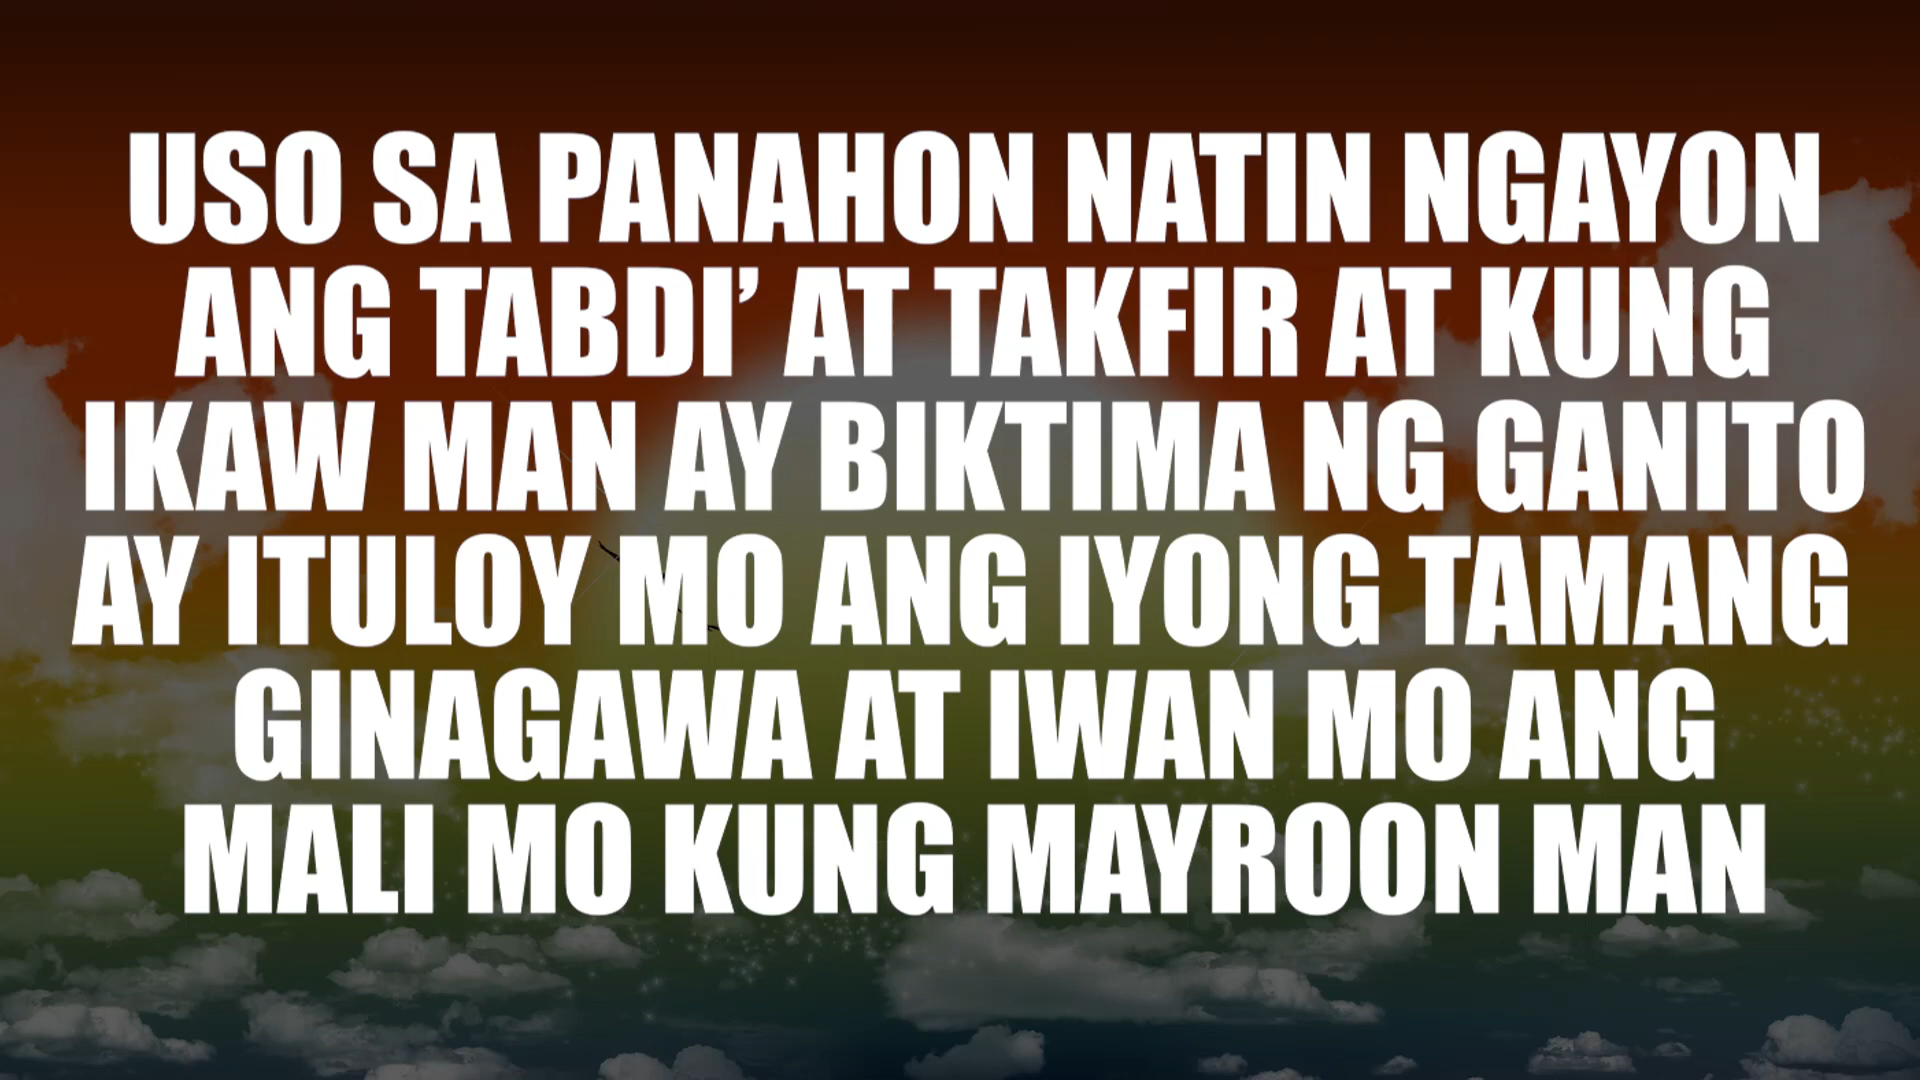 USO SA PANAHON NATIN NGAYON
ANG TABDI’ AT TAKFIR AT KUNG
IKAW MAN AY BIKTIMA NG GANITO
AY ITULOY MO ANG IYONG TAMANG
GINAGAWA AT IWAN MO ANG
MALI MO KUNG MAYROON MAN